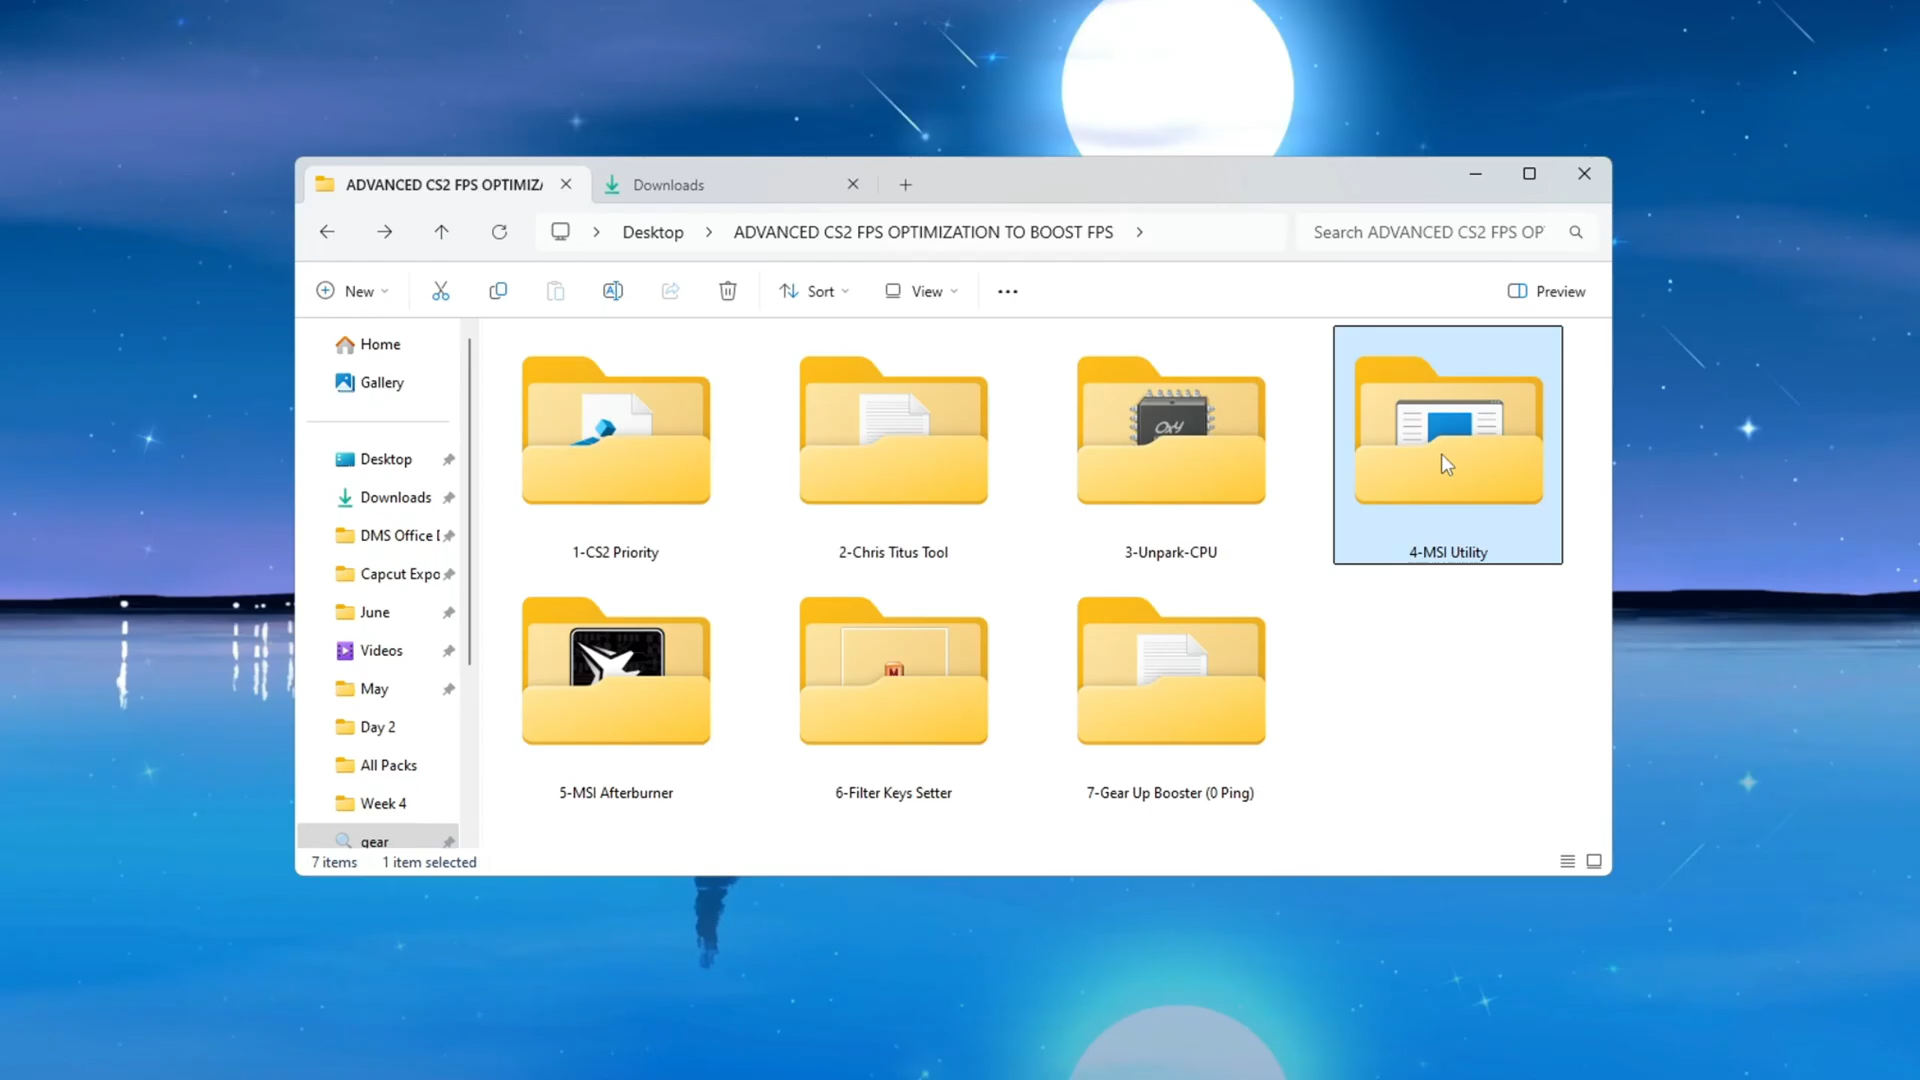 ADVANCED CS2 FPS OPTIMIZA
Downloads
Desktop
ADVANCED CS2 FPS OPTIMIZATION TO BOOST FPS
Search ADVANCED CS2 FPS OP
New
Sort
View
Preview
Home
Gallery
Desktop
Downloads
DMS Office
Capcut Expo
June
Videos
May
Day 2
All Packs
Week 4
gear
1-CS2 Priority
2-Chris Titus Tool
OXY
3-Unpark-CPU
4-MSI Utility
5-MSI Afterburner
M
6-Filter Keys Setter
7-Gear Up Booster (0 Ping)
7 items
1 item selected